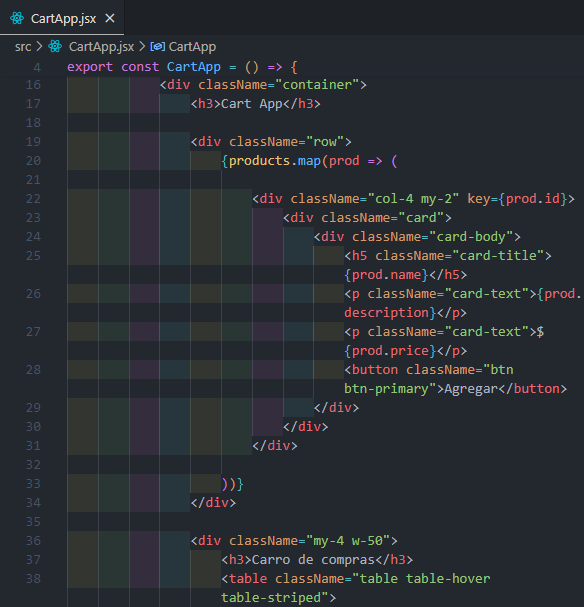 CartApp.jsx
src > CartApp.jsx > CartApp
4 export const CartApp = () => {
16 <div className="container">
17 <h3>Cart App</h3>
18
19 <div className="row">
20 {products.map(prod => (
21
22 <div className="col-4 my-2" key={prod.id}>
23 <div className="card">
24 <div className="card-body">
25 <h5 className="card-title">
{prod.name}</h5>
26 <p className="card-text">{prod.
description}</p>
27 <p className="card-text">$
{prod.price}</p>
28 <button className="btn
btn-primary">Agregar</button>
29 </div>
30 </div>
31 </div>
32
33 ))}
34 </div>
35
36 <div className="my-4 w-50">
37 <h3>Carro de compras</h3>
38 <table className="table table-hover
table-striped">